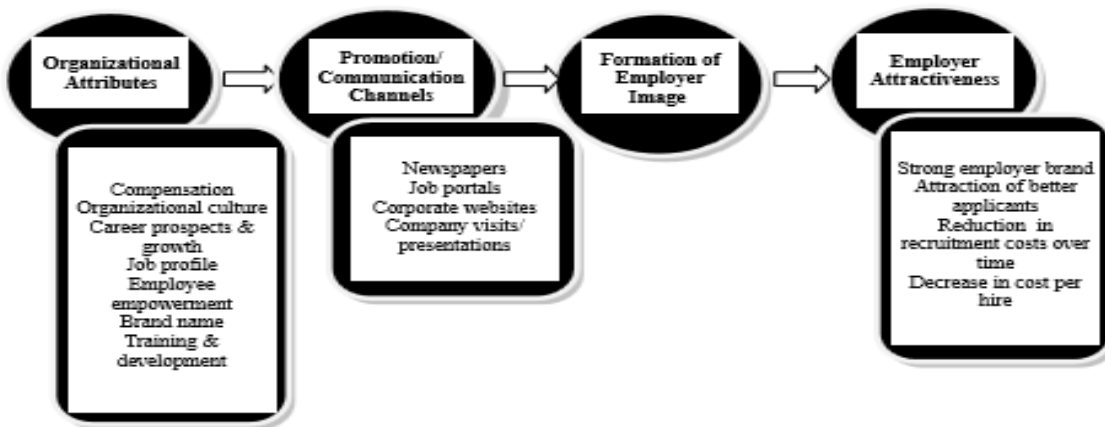 Organizational
Attributes
Promotion/
Communication
Channels
Formation of
Employer
Image
Employer
Attractiveness
Compensation
Organizational culture
Career prospects &
growth
Job profile
Employee
empowerment
Brand name
Training &
development
Newspapers
Job portals
Corporate websites
Company visits/
presentations
Strong employer brand
Attraction of better
applicants
Reduction in
recruitment costs over
time
Decrease in cost per
hire